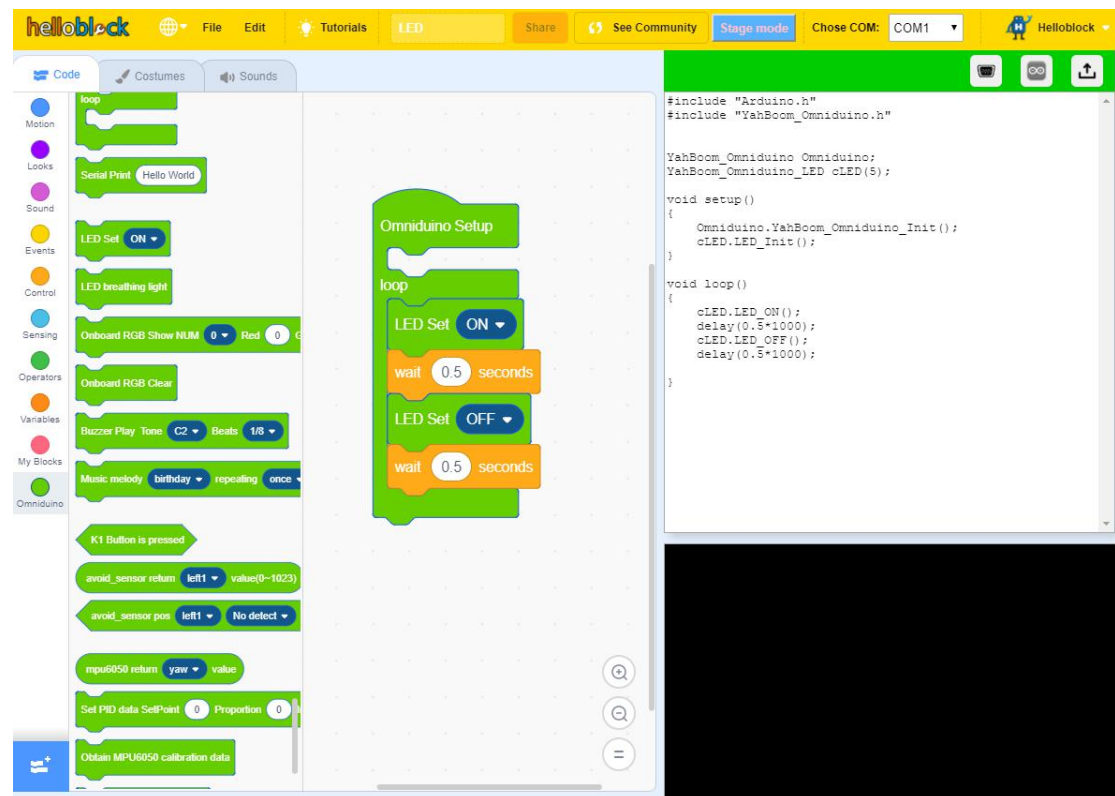 helloblock File Edit Tutorials LED Share See Community Stage mode Chose COM: COM1 Helloblock
Code Costumes Sounds
Motion
Looks
Sound
Events
Control
Sensing
Operators
Variables
My Blocks
Omniduino
loop
Serial Print Hello World
LED Set ON
LED breathing light
Onboard RGB Show NUM 0 Red 0 G
Onboard RGB Clear
Buzzer Play Tone C2 Beats 1/8
Music melody birthday repealing once
K1 Button is pressed
avoid_sensor return left1 value(0~1023)
avoid_sensor pos left1 No detect
mpu6050 return yaw value
Set PID data SetPoint 0 Proportion 0
Obtain MPU6050 calibration data
Omniduino Setup
loop
LED Set ON
wait 0.5 seconds
LED Set OFF
wait 0.5 seconds
#include "Arduino.h"
#include "YahBoom_Omniduino.h"
YahBoom_Omniduino Omniduino;
YahBoom_Omniduino_LED cLED(5);
void setup()
{
Omniduino.YahBoom_Omniduino_Init();
cLED.LED_Init();
}
void loop()
{
cLED.LED_ON();
delay(0.5*1000);
cLED.LED_OFF();
delay(0.5*1000);
}